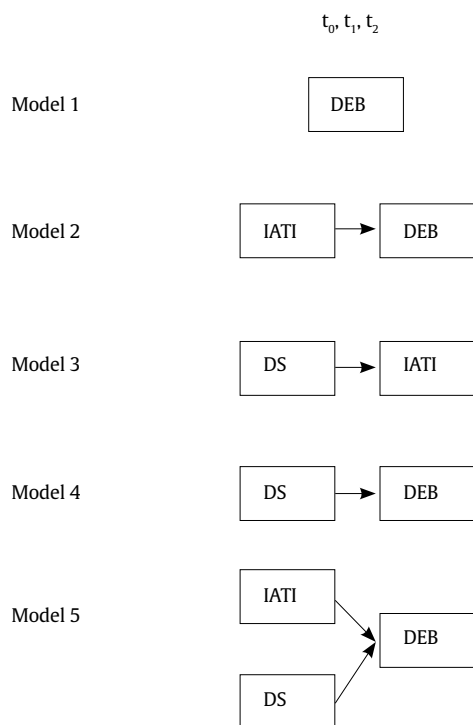 t₀, t₁, t₂
Model 1
DEB
Model 2
IATI
DEB
Model 3
DS
IATI
Model 4
DS
DEB
Model 5
IATI
DEB
DS